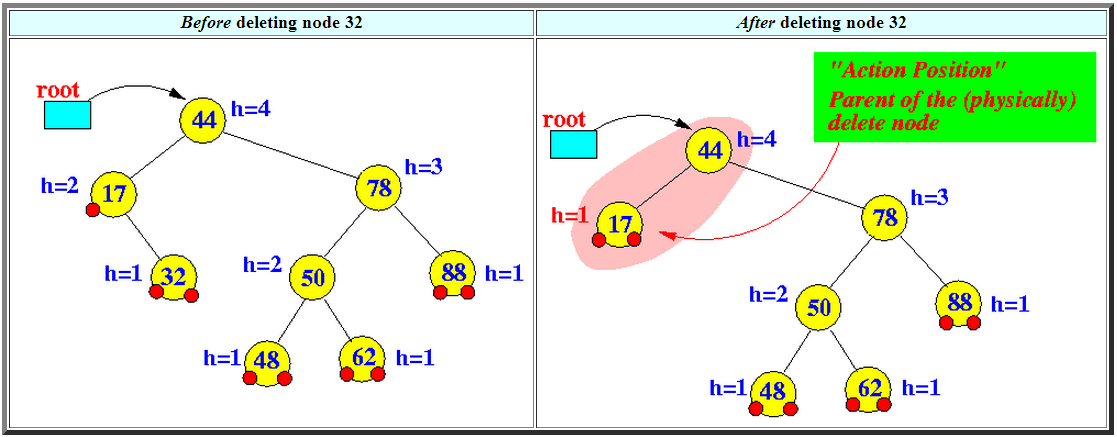 Before deleting node 32
After deleting node 32
root
44
h=4
h=2
17
78
h=3
h=1
32
h=2
50
88
h=1
h=1
48
62
h=1
"Action Position"
Parent of the (physically)
delete node
root
44
h=4
h=1
17
78
h=3
h=2
50
88
h=1
h=1
48
62
h=1